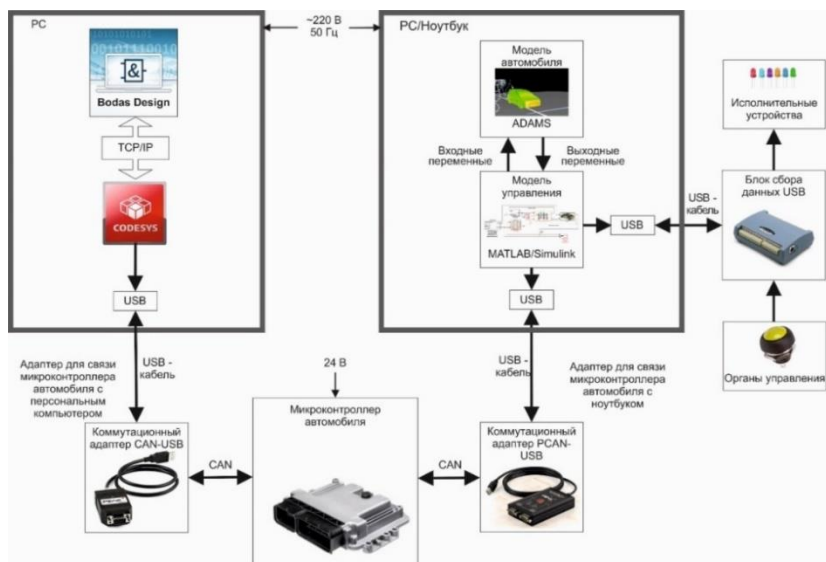 PC
~220 В
50 Гц
PC/Ноутбук
Bodas Design
TCP/IP
CODESYS
USB
Модель
автомобиля
ADAMS
Входные
переменные
Выходные
переменные
Модель
управления
MATLAB/Simulink
USB
USB
USB -
кабель
Исполнительные
устройства
Блок сбора
данных USB
Органы управления
Адаптер для связи
микроконтроллера
автомобиля с
персональным
компьютером
USB -
кабель
24 В
USB -
кабель
Адаптер для связи
микроконтроллера
автомобиля с
ноутбуком
Коммутационный
адаптер CAN-USB
CAN
Микроконтроллер
автомобиля
CAN
Коммутационный
адаптер PCAN-
USB